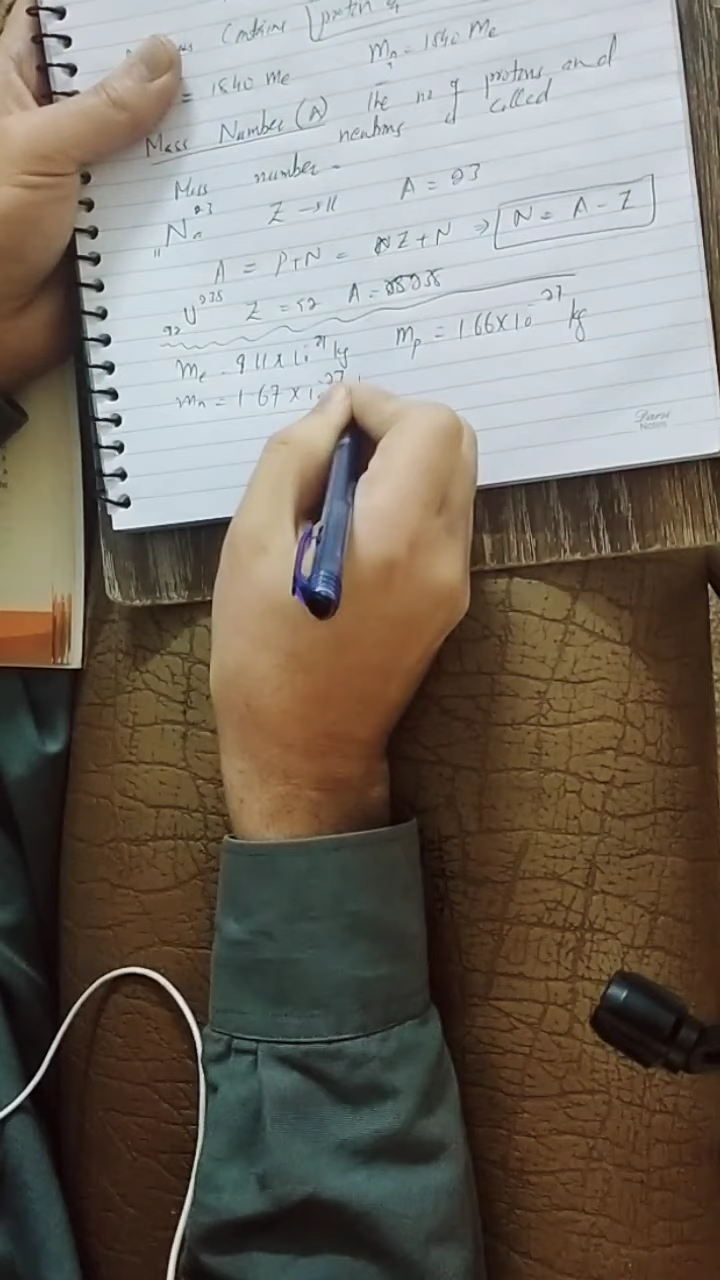 Contains 1 proton
= 1840 me mn = 1840 me
Mass Number (A) The no of protons and
neutrons is called
Mass number -
11Na23 Z → 11 A = 23
A = P+N = Z + N ⇒ N = A - Z
92U235 Z = 92 A = 235
me = 9.11 x 10-31 kg mp = 1.66 x 10-27 kg
mn = 1.67 x 10-27
Notes